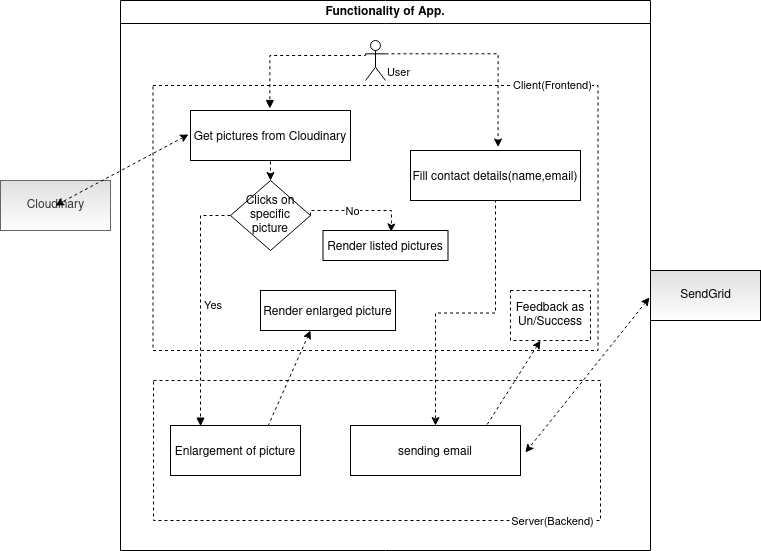 Functionality of App.
User
Client(Frontend)
Get pictures from Cloudinary
Fill contact details(name,email)
Cloudinary
Clicks on
specific
picture
No
Render listed pictures
SendGrid
Yes
Render enlarged picture
Feedback as
Un/Success
Enlargement of picture
sending email
Server(Backend)